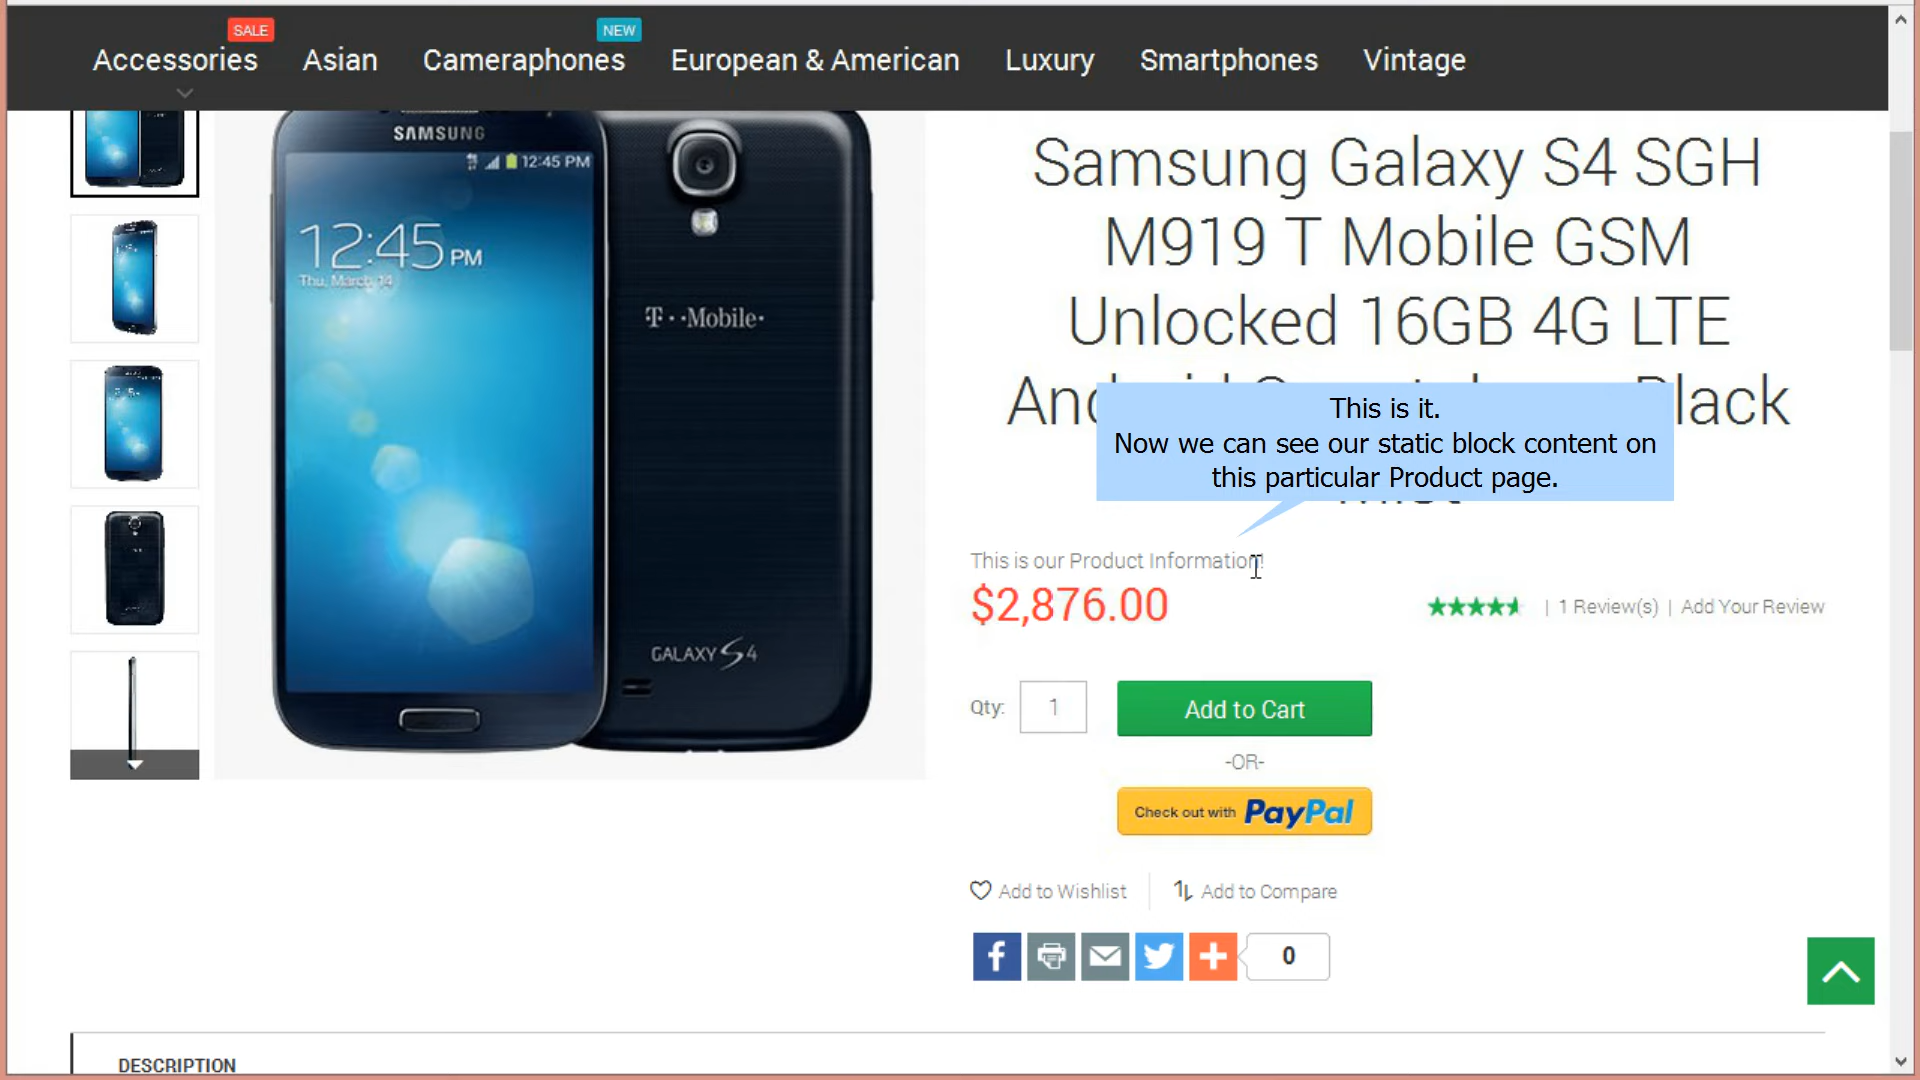 SALE
NEW
Accessories Asian Cameraphones European & American Luxury Smartphones Vintage
SAMSUNG
12:45 PM
12:45 PM
Thu, March 14
T··Mobile·
GALAXY S4
Samsung Galaxy S4 SGH
M919 T Mobile GSM
Unlocked 16GB 4G LTE
This is it.
Now we can see our static block content on
this particular Product page.
This is our Product Information!
$2,876.00
| 1 Review(s) | Add Your Review
Qty: 1 Add to Cart
-OR-
Check out with PayPal
Add to Wishlist Add to Compare
0
DESCRIPTION